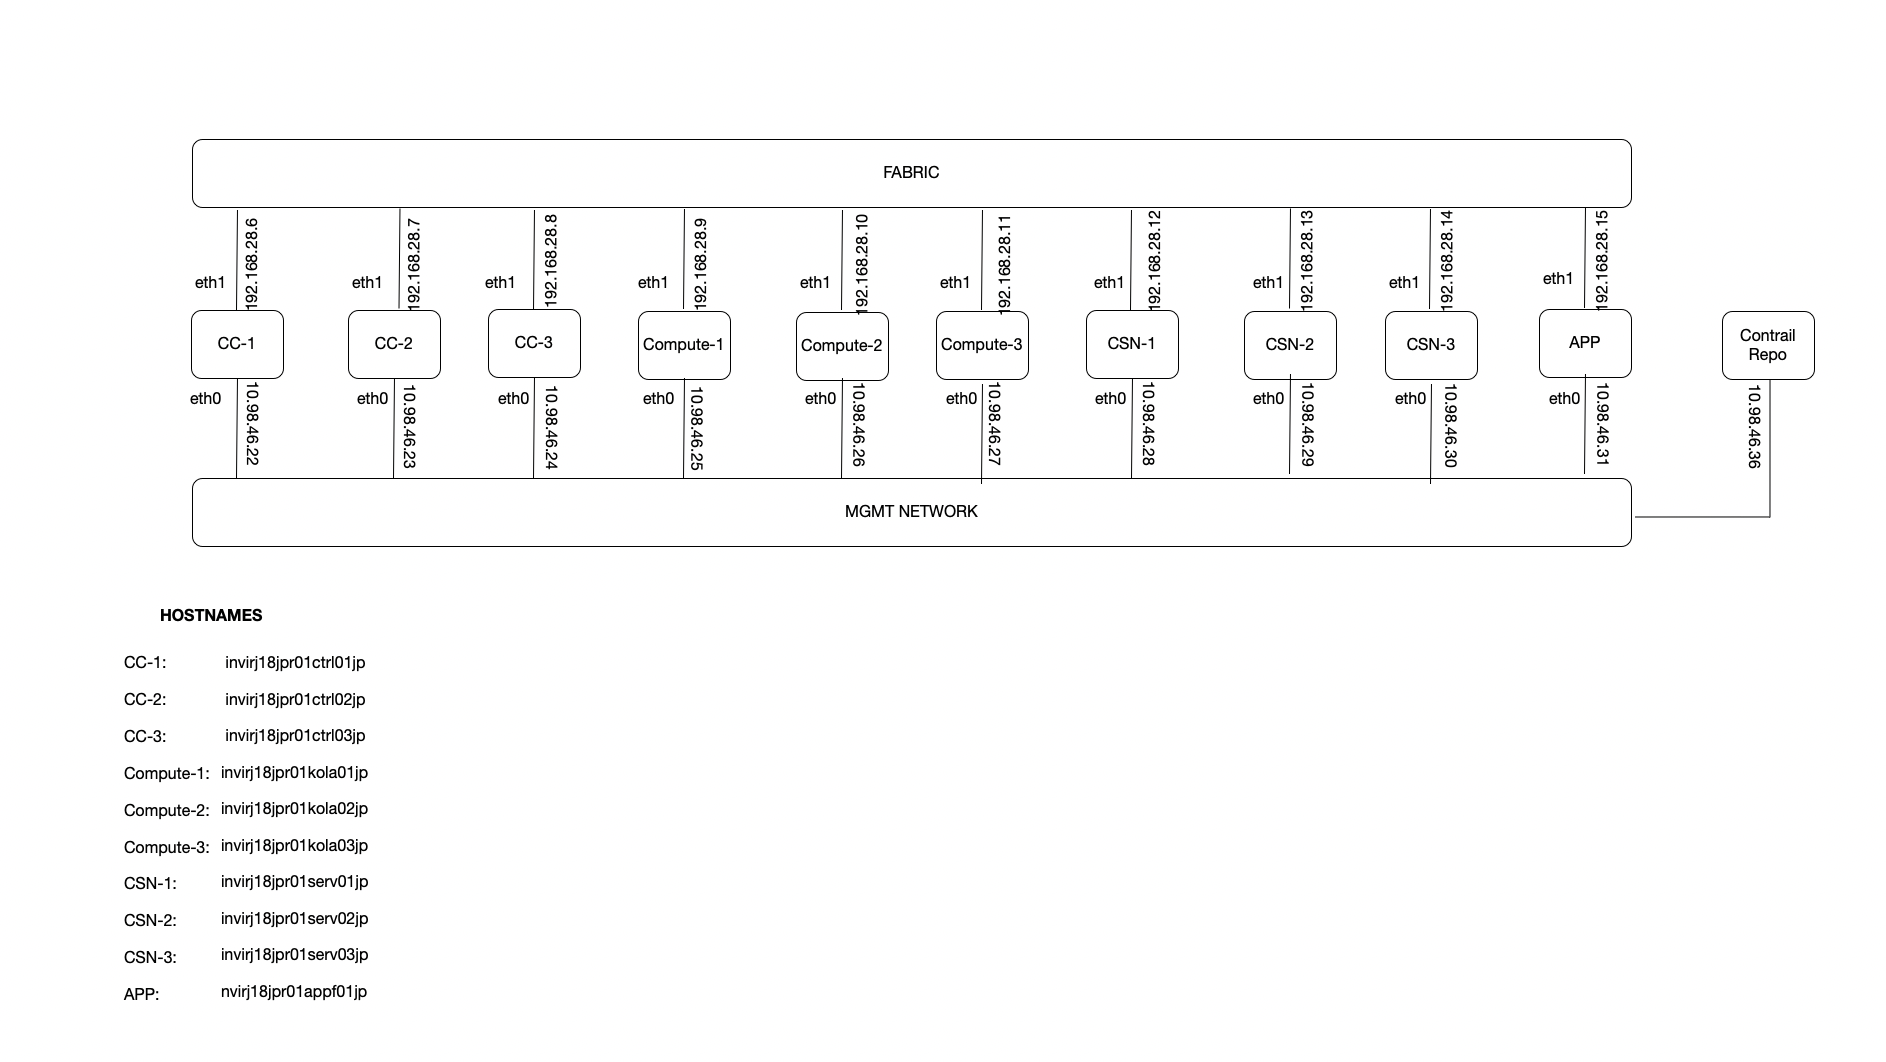 FABRIC
192.168.28.6
192.168.28.7
192.168.28.8
192.168.28.9
192.168.28.10
192.168.28.11
192.168.28.12
192.168.28.13
192.168.28.14
192.168.28.15
eth1
eth1
eth1
eth1
eth1
eth1
eth1
eth1
eth1
eth1
CC-1
CC-2
CC-3
Compute-1
Compute-2
Compute-3
CSN-1
CSN-2
CSN-3
APP
Contrail
Repo
eth0
eth0
eth0
eth0
eth0
eth0
eth0
eth0
eth0
eth0
10.98.46.22
10.98.46.23
10.98.46.24
10.98.46.25
10.98.46.26
10.98.46.27
10.98.46.28
10.98.46.29
10.98.46.30
10.98.46.31
10.98.46.36
MGMT NETWORK
HOSTNAMES
CC-1: invirj18jpr01ctrl01jp
CC-2: invirj18jpr01ctrl02jp
CC-3: invirj18jpr01ctrl03jp
Compute-1: invirj18jpr01kola01jp
Compute-2: invirj18jpr01kola02jp
Compute-3: invirj18jpr01kola03jp
CSN-1: invirj18jpr01serv01jp
CSN-2: invirj18jpr01serv02jp
CSN-3: invirj18jpr01serv03jp
APP: nvirj18jpr01appf01jp